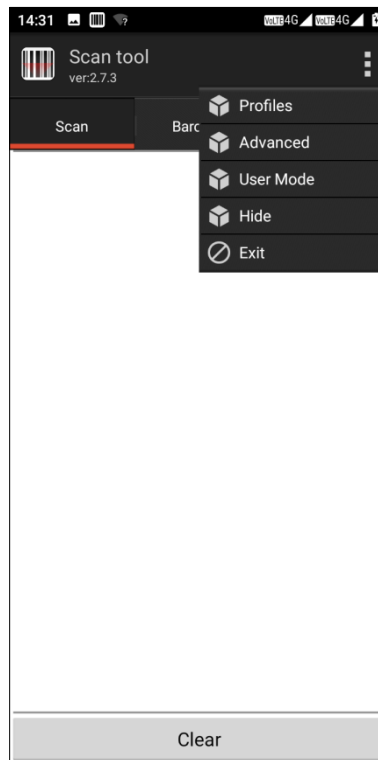 14:31 VoLTE 4G VoLTE 4G
Scan tool
ver:2.7.3
Scan Barc
Profiles
Advanced
User Mode
Hide
Exit
Clear